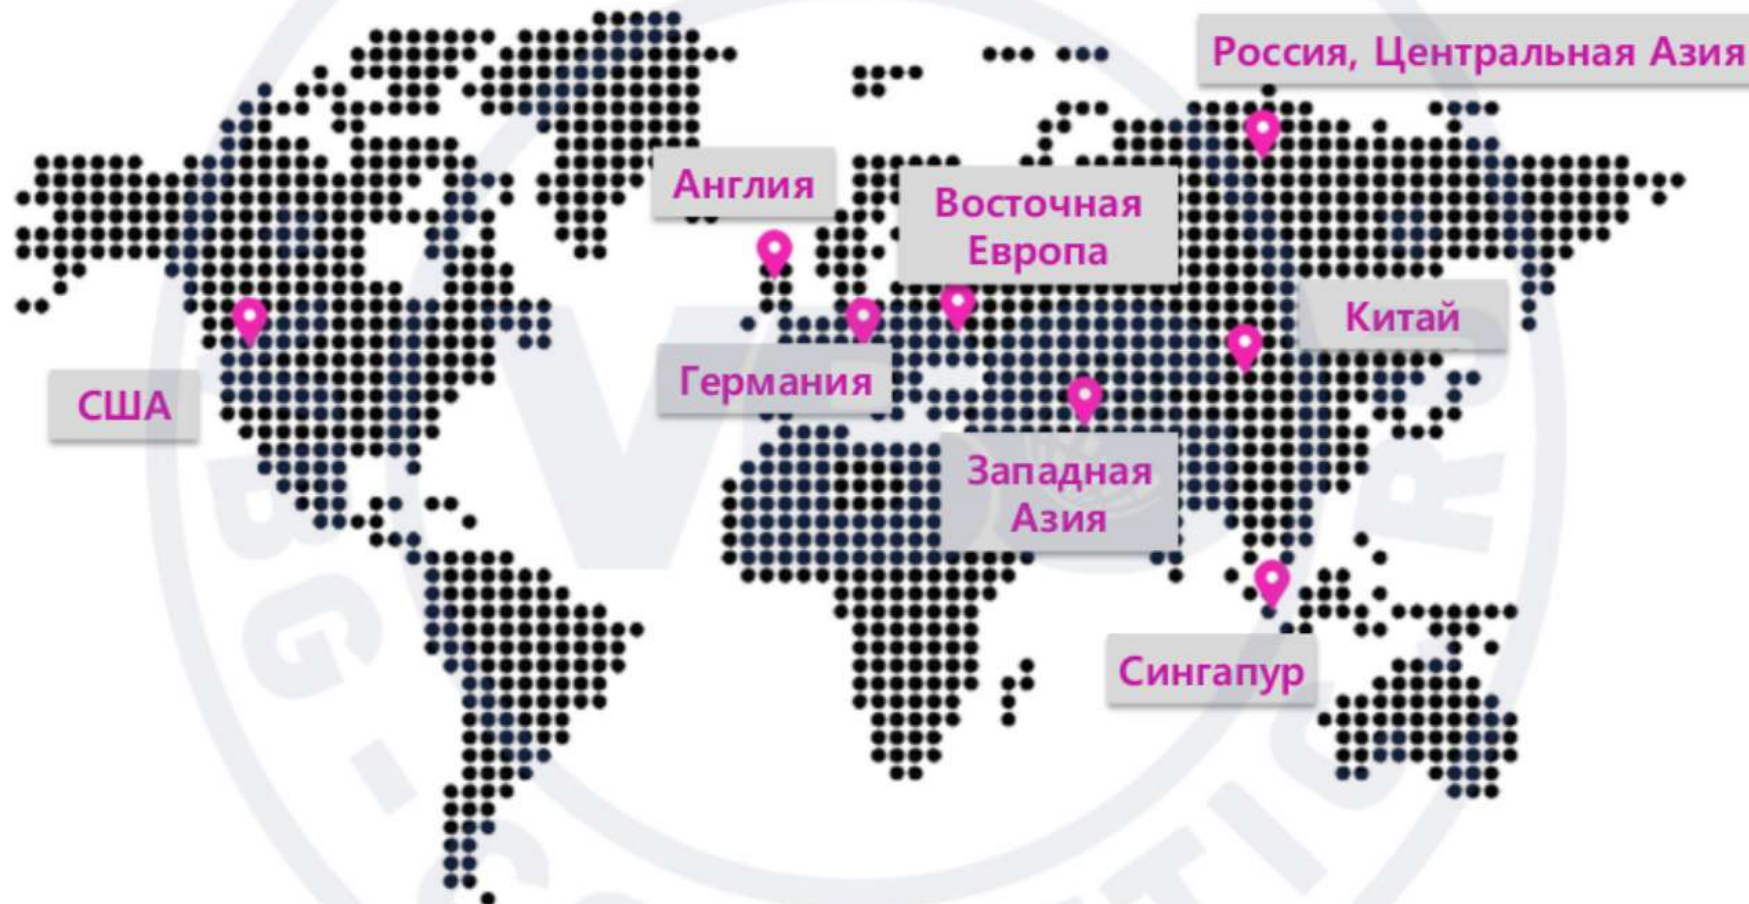 Россия, Центральная Азия
Англия
Восточная
Европа
Китай
Германия
США
Западная
Азия
Сингапур